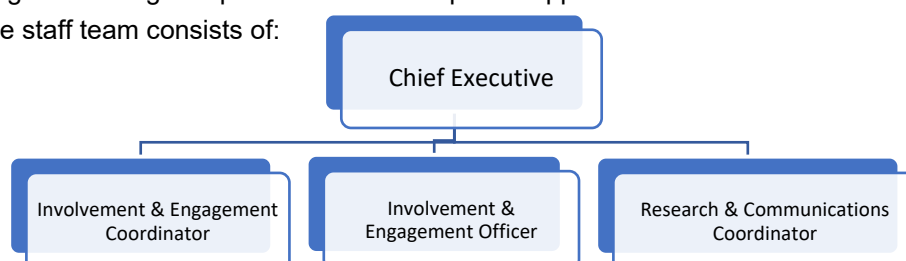 e staff team consists of:
Chief Executive
Involvement & Engagement
Coordinator
Involvement &
Engagement Officer
Research & Communications
Coordinator